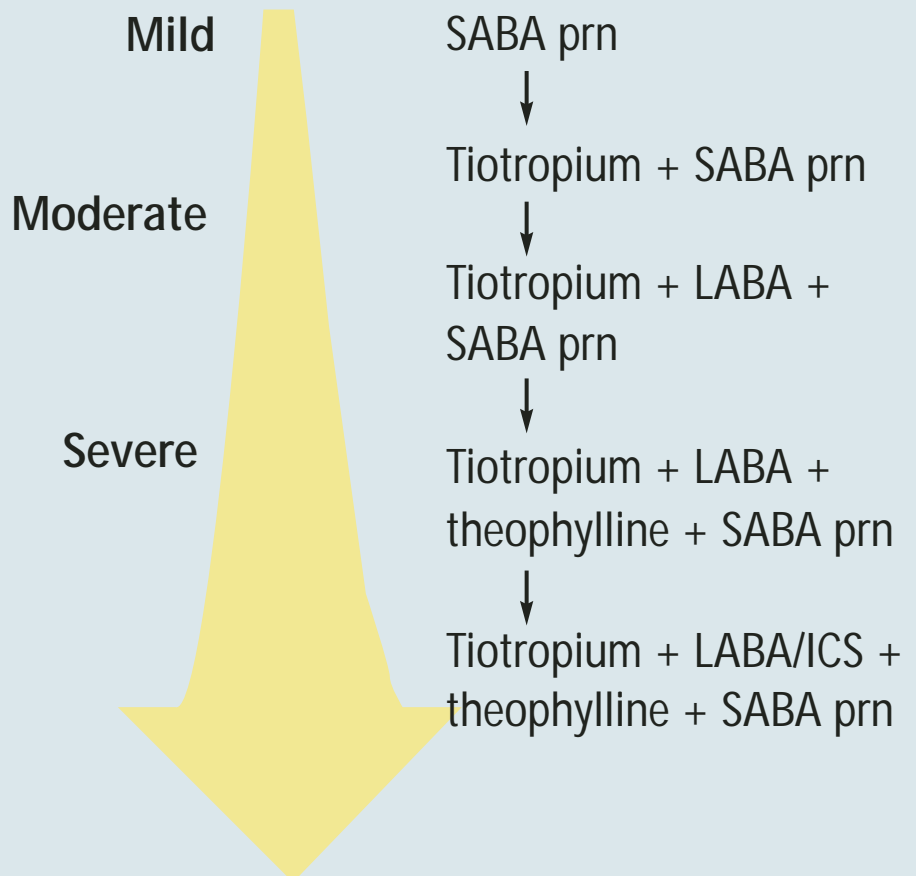 Mild
SABA prn
Tiotropium + SABA prn
Moderate
Tiotropium + LABA +
SABA prn
Severe
Tiotropium + LABA +
theophylline + SABA prn
Tiotropium + LABA/ICS +
theophylline + SABA prn